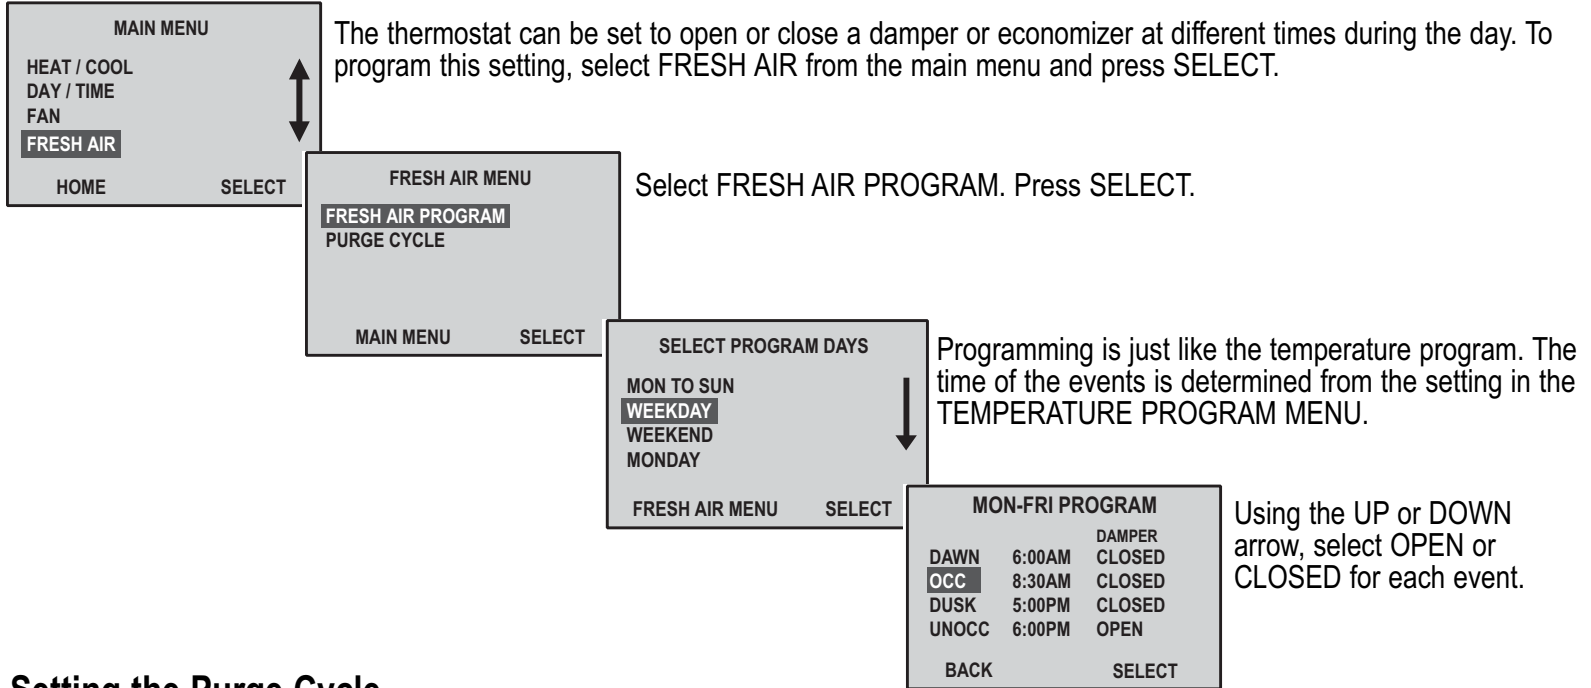 MAIN MENU
HEAT / COOL
DAY / TIME
FAN
FRESH AIR
HOME SELECT
The thermostat can be set to open or close a damper or economizer at different times during the day. To
program this setting, select FRESH AIR from the main menu and press SELECT.
FRESH AIR MENU
FRESH AIR PROGRAM
PURGE CYCLE
MAIN MENU SELECT
Select FRESH AIR PROGRAM. Press SELECT.
SELECT PROGRAM DAYS
MON TO SUN
WEEKDAY
WEEKEND
MONDAY
FRESH AIR MENU SELECT
Programming is just like the temperature program. The
time of the events is determined from the setting in the
TEMPERATURE PROGRAM MENU.
MON-FRI PROGRAM
DAMPER
DAWN 6:00AM CLOSED
OCC 8:30AM CLOSED
DUSK 5:00PM CLOSED
UNOCC 6:00PM OPEN
BACK SELECT
Using the UP or DOWN
arrow, select OPEN or
CLOSED for each event.
Setting the Purge Cycle